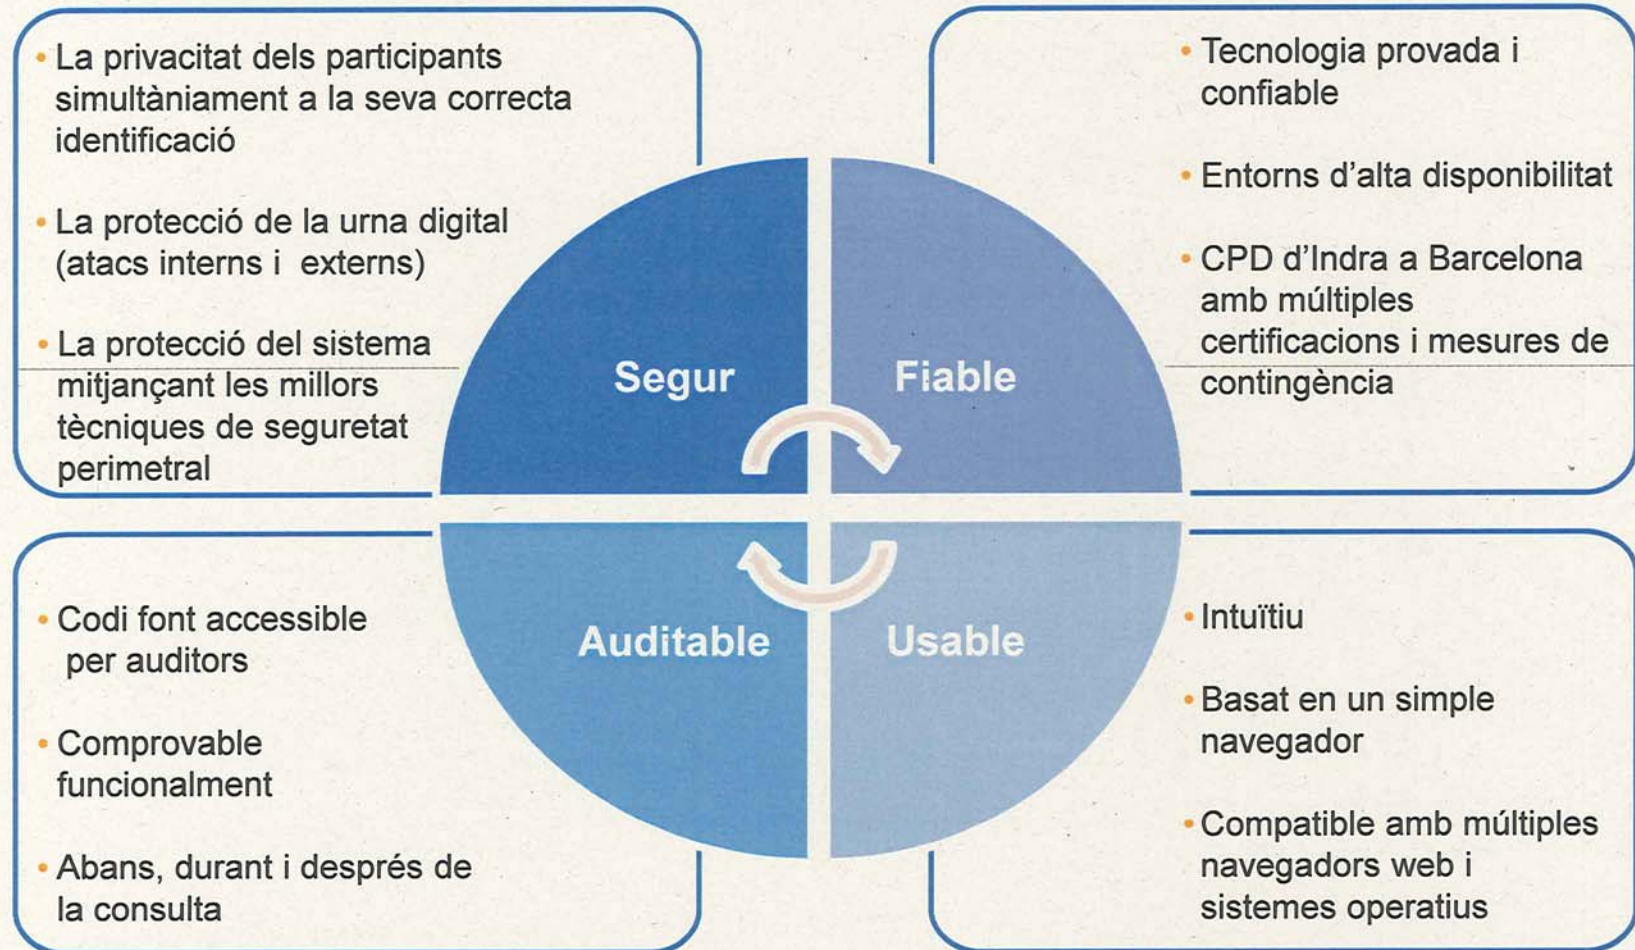 • La privacitat dels participants
simultàniament a la seva correcta
identificació
• La protecció de la urna digital
(atacs interns i externs)
• La protecció del sistema
mitjançant les millors
tècniques de seguretat
perimetral
• Tecnologia provada i
confiable
• Entorns d'alta disponibilitat
• CPD d'Indra a Barcelona
amb múltiples
certificacions i mesures de
contingència
Segur
Fiable
Auditable
Usable
• Codi font accessible
per auditors
• Comprovable
funcionalment
• Abans, durant i després de
la consulta
• Intuïtiu
• Basat en un simple
navegador
• Compatible amb múltiples
navegadors web i
sistemes operatius